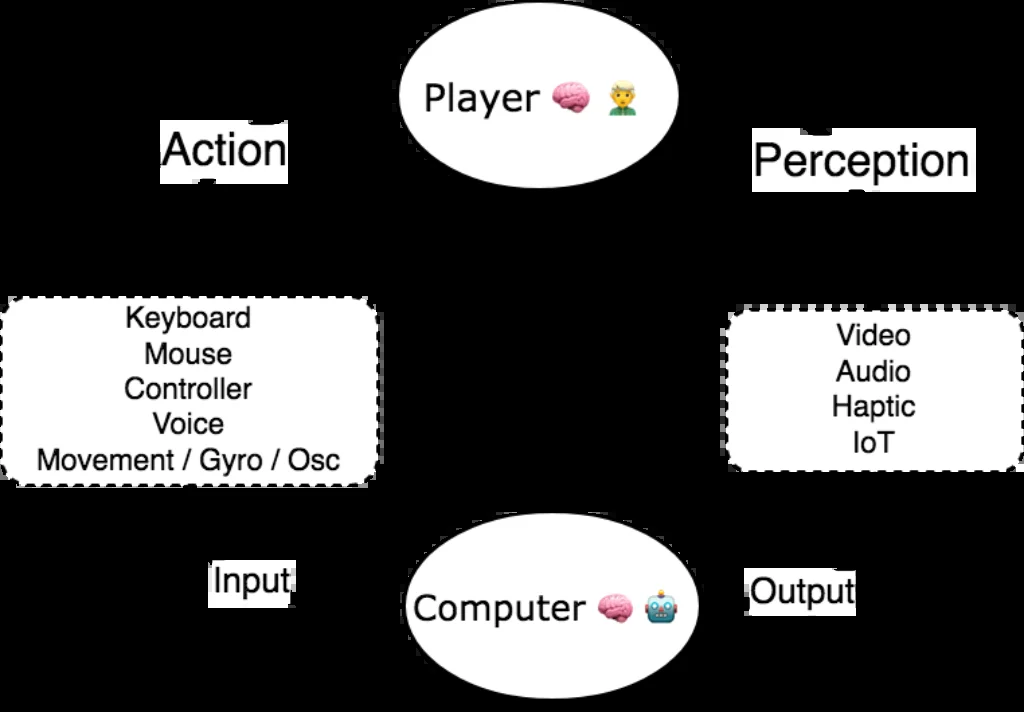 Player 🧠 👨‍🦳
Action
Perception
Keyboard
Mouse
Controller
Voice
Movement / Gyro / Osc
Video
Audio
Haptic
IoT
Input
Output
Computer 🧠 🤖